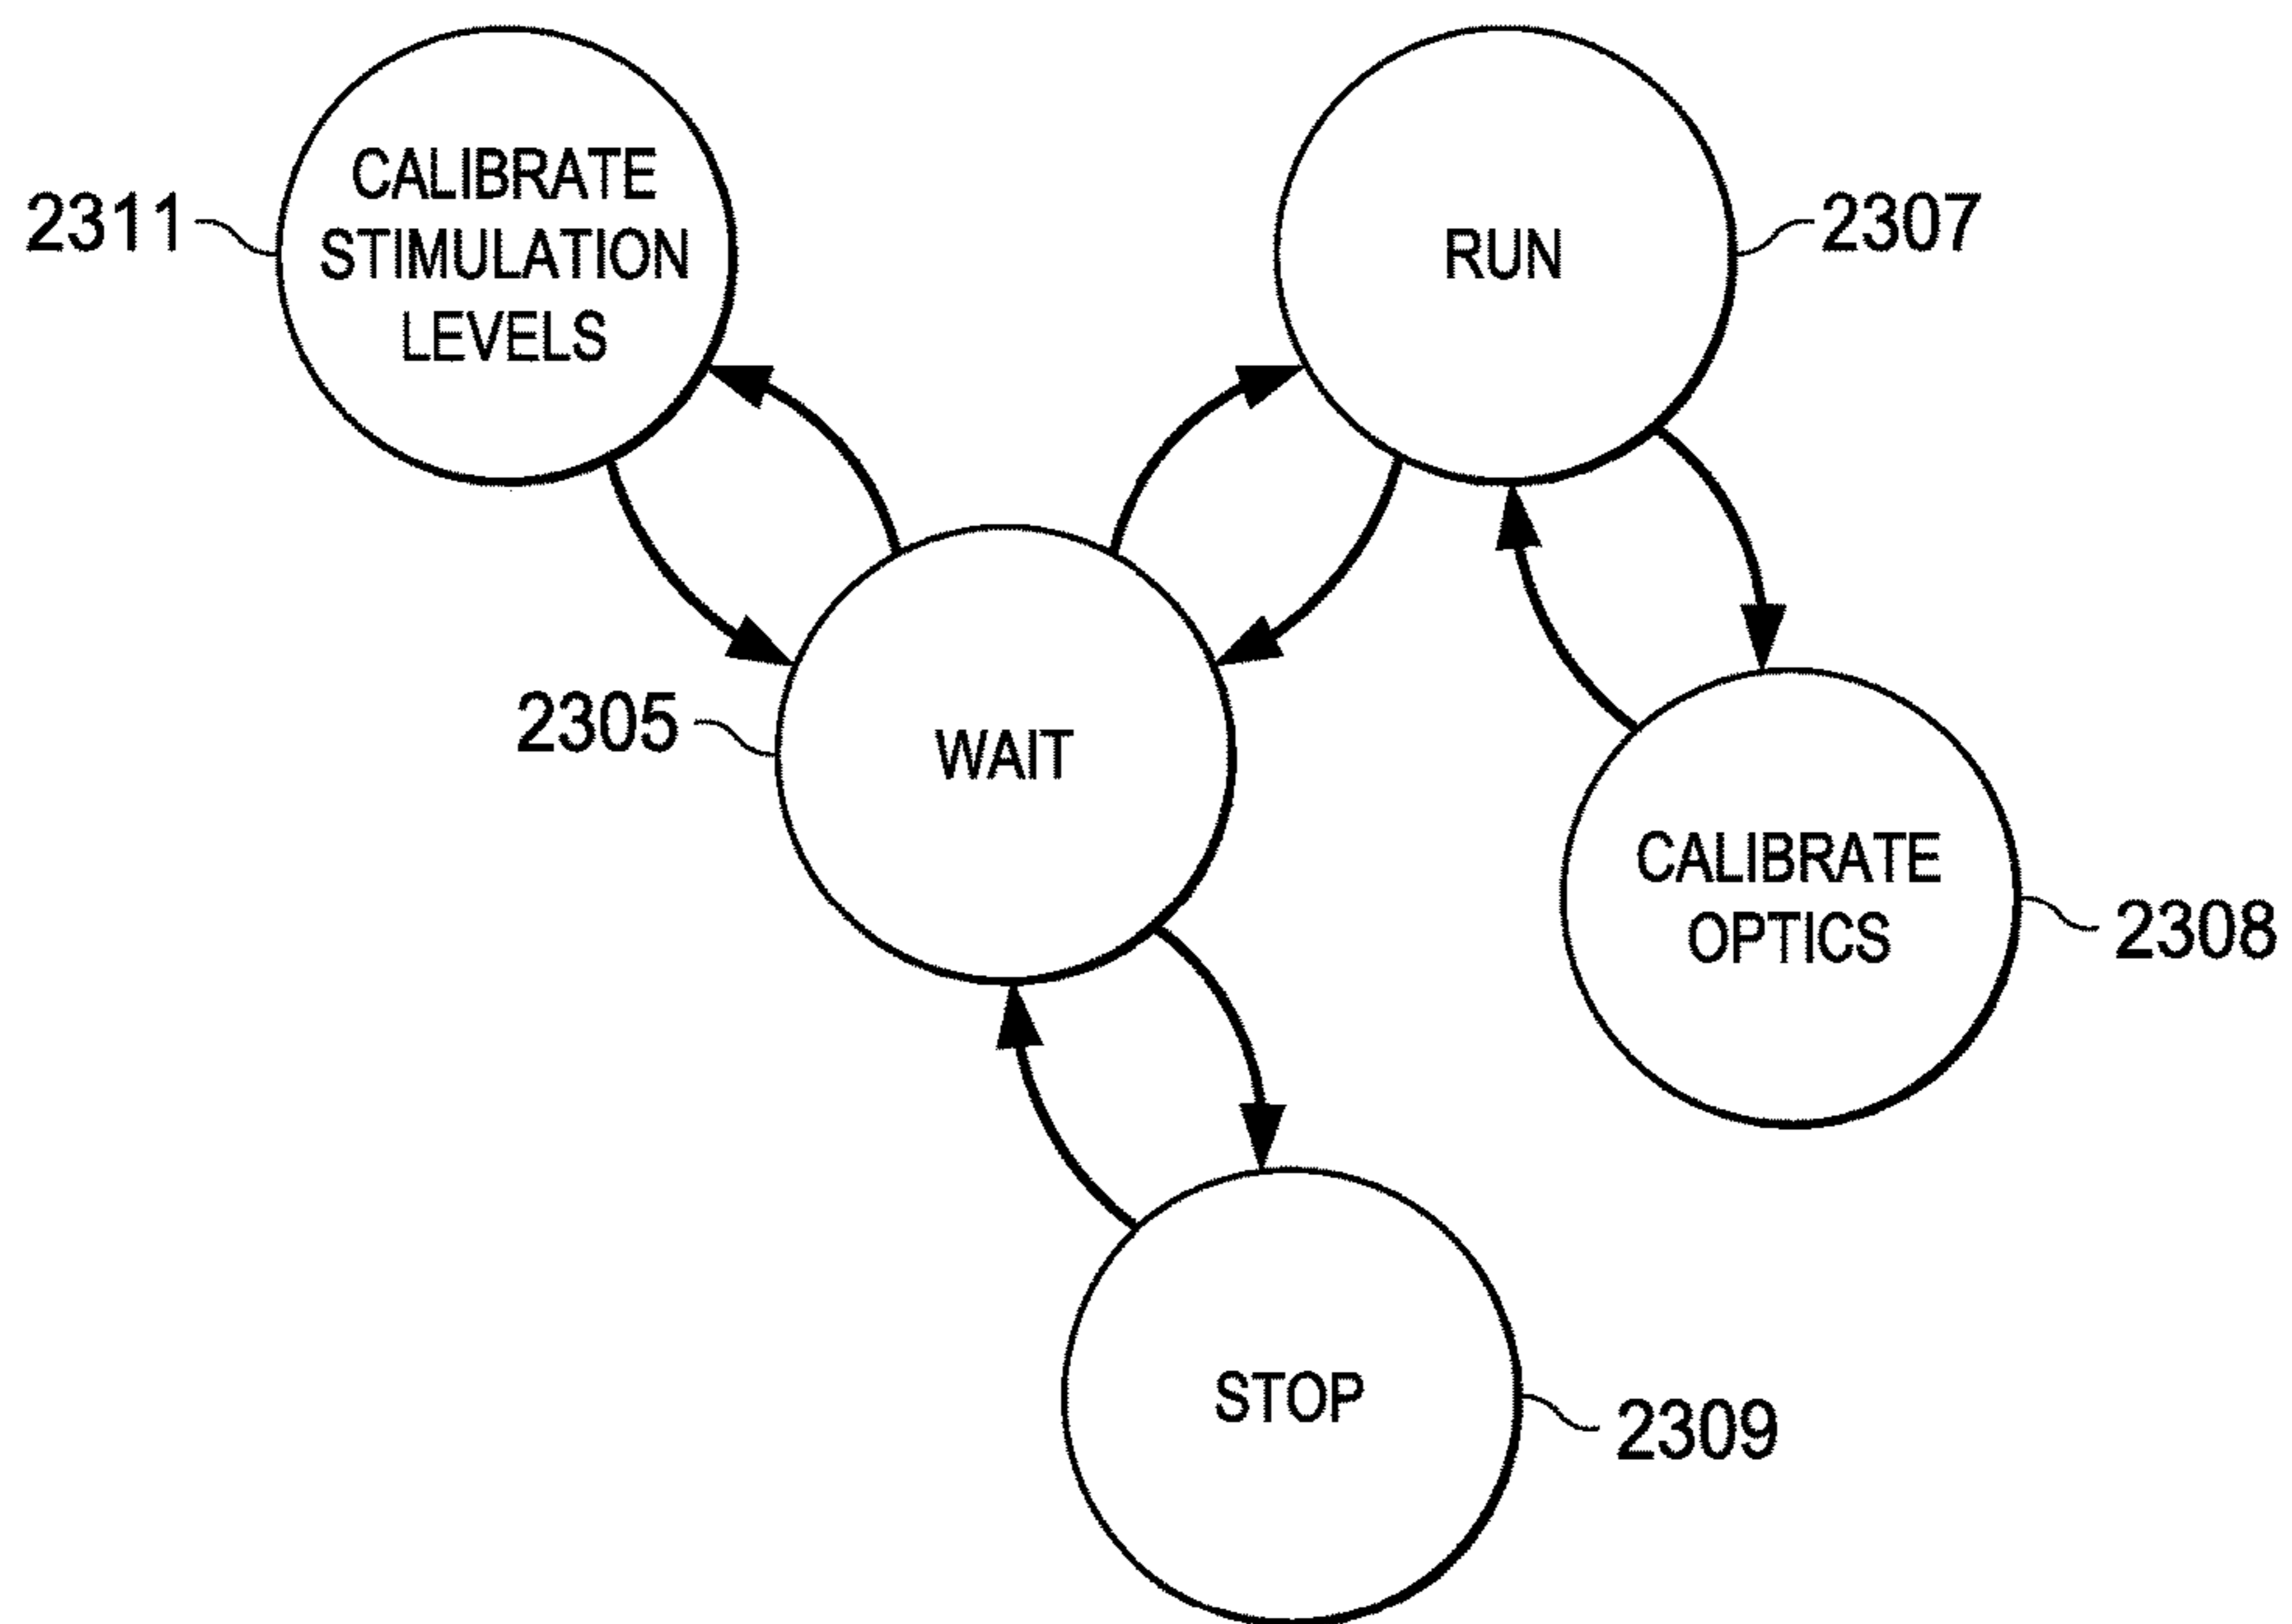 CALIBRATE
STIMULATION
LEVELS
2311
RUN
2307
2305
WAIT
CALIBRATE
OPTICS
2308
STOP
2309